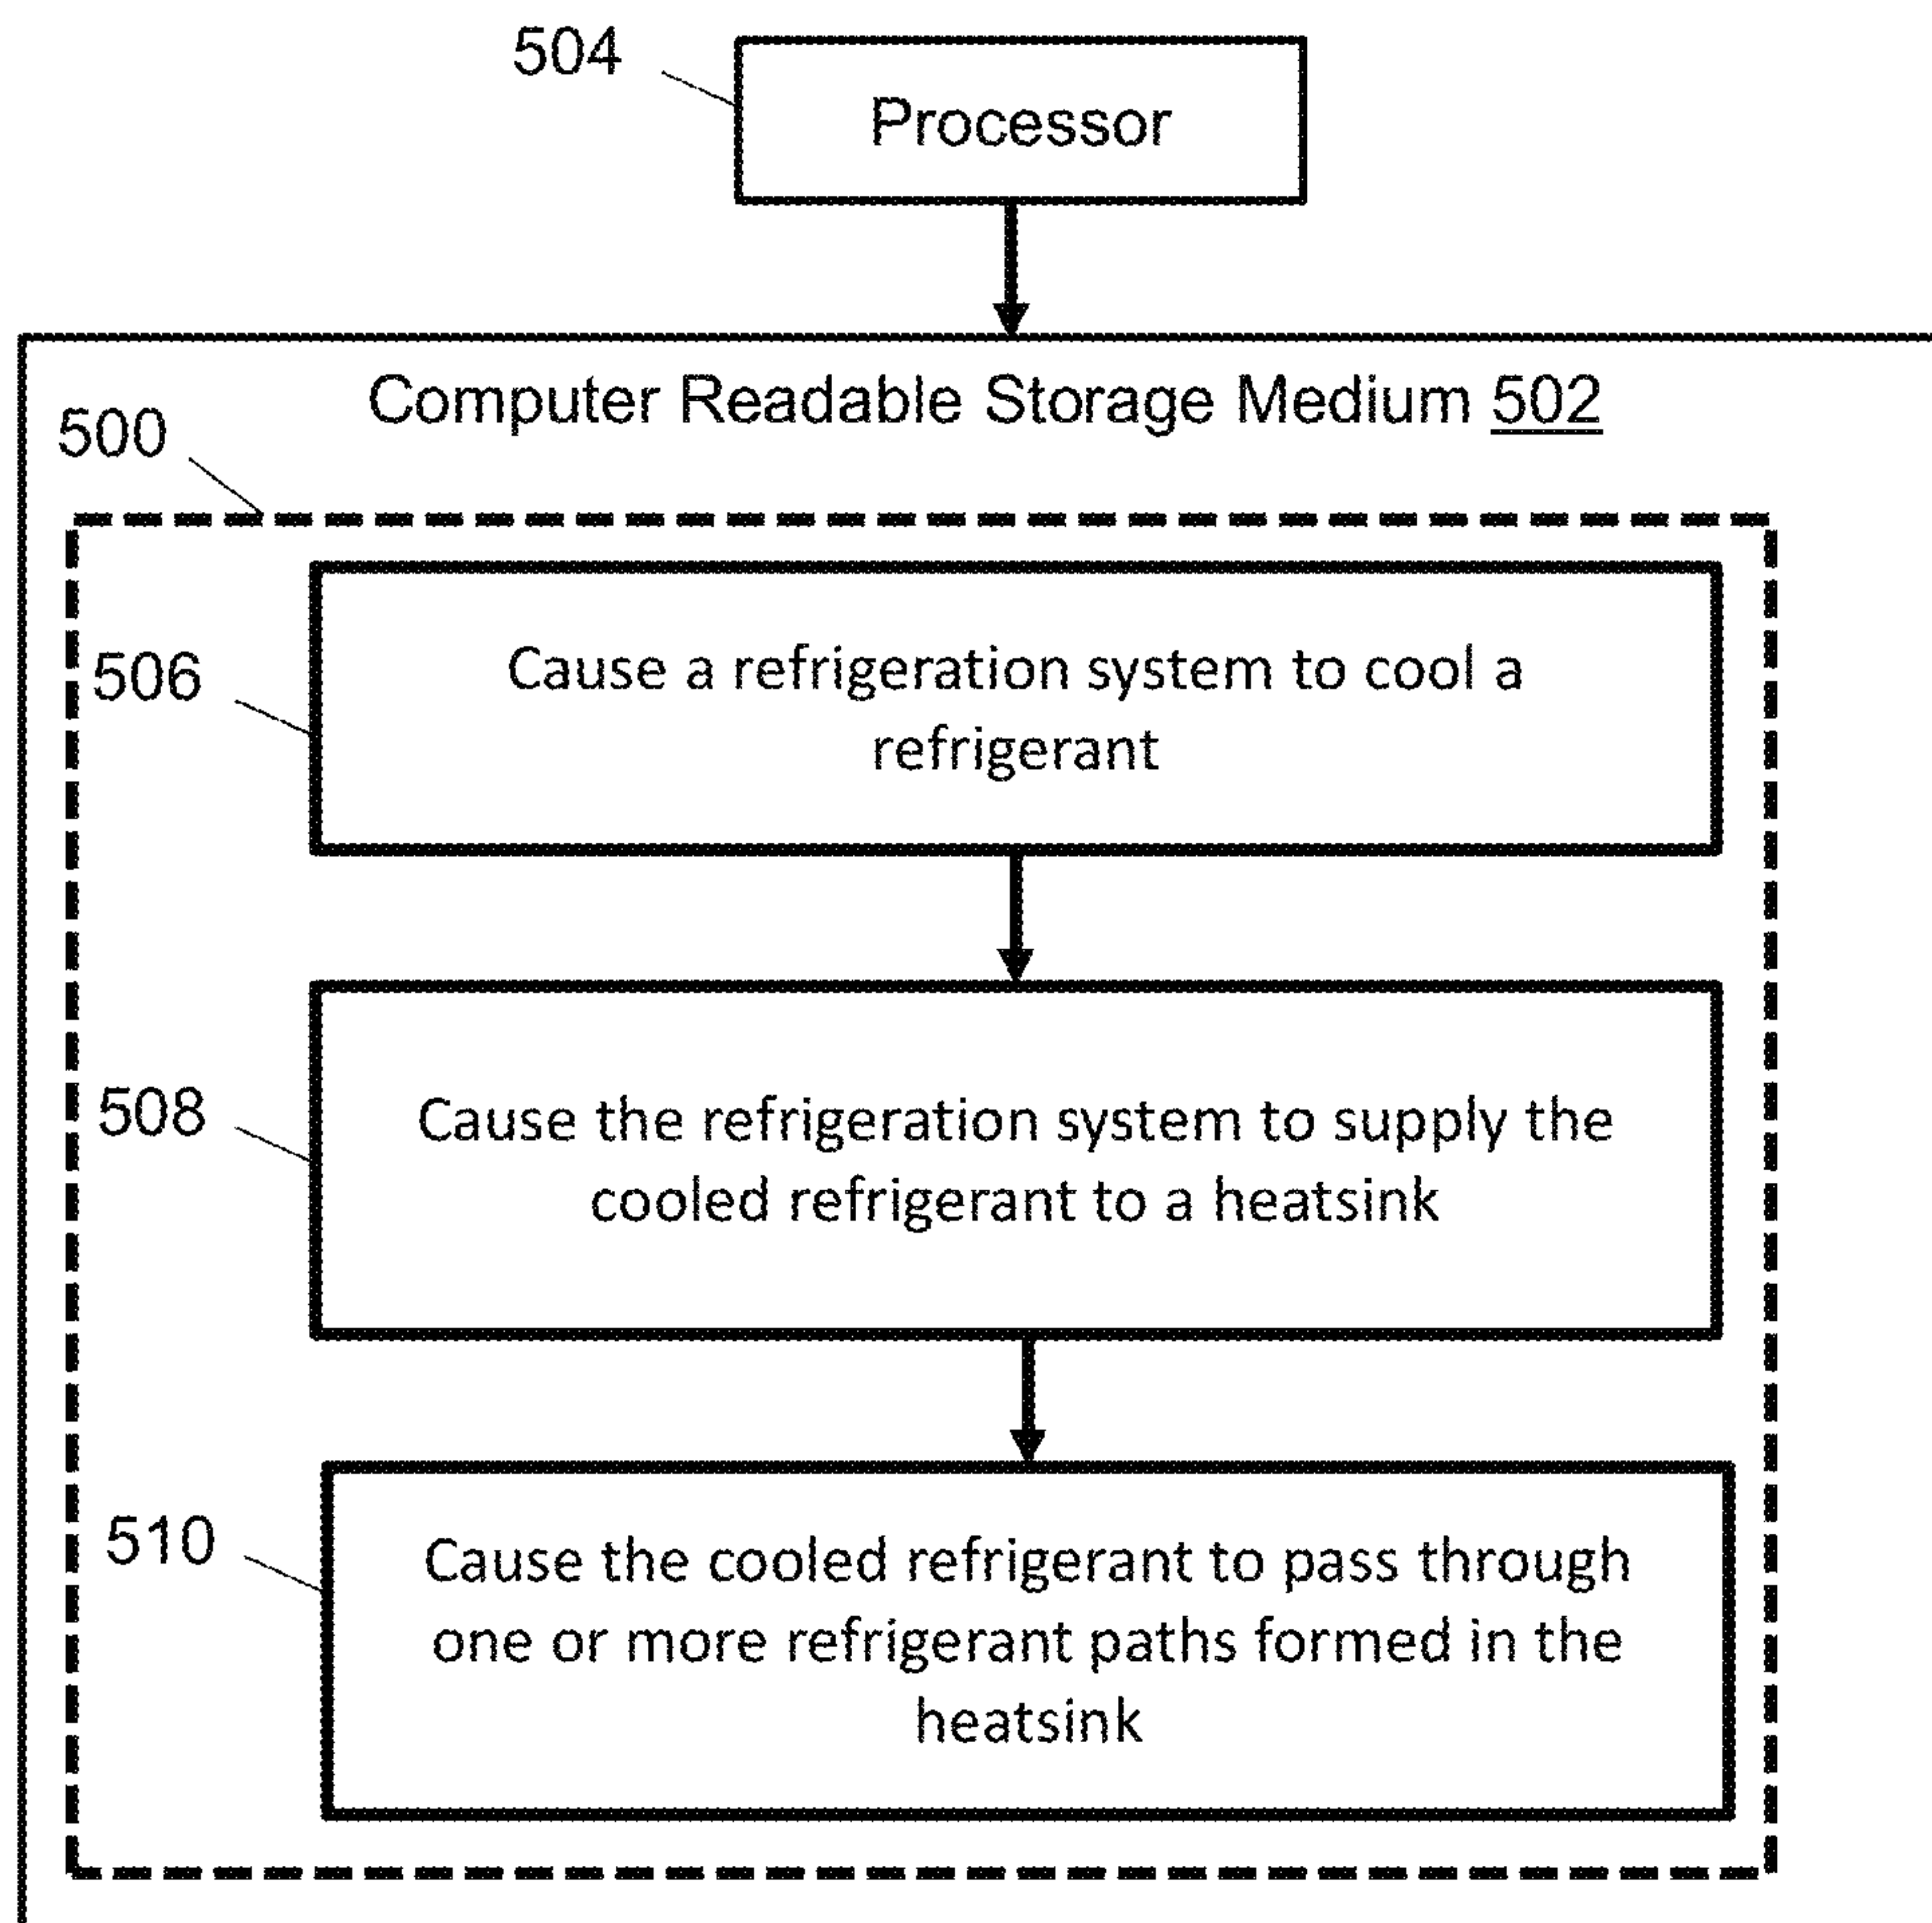 504
Processor
Computer Readable Storage Medium 502
500
506
Cause a refrigeration system to cool a
refrigerant
508
Cause the refrigeration system to supply the
cooled refrigerant to a heatsink
510
Cause the cooled refrigerant to pass through
one or more refrigerant paths formed in the
heatsink